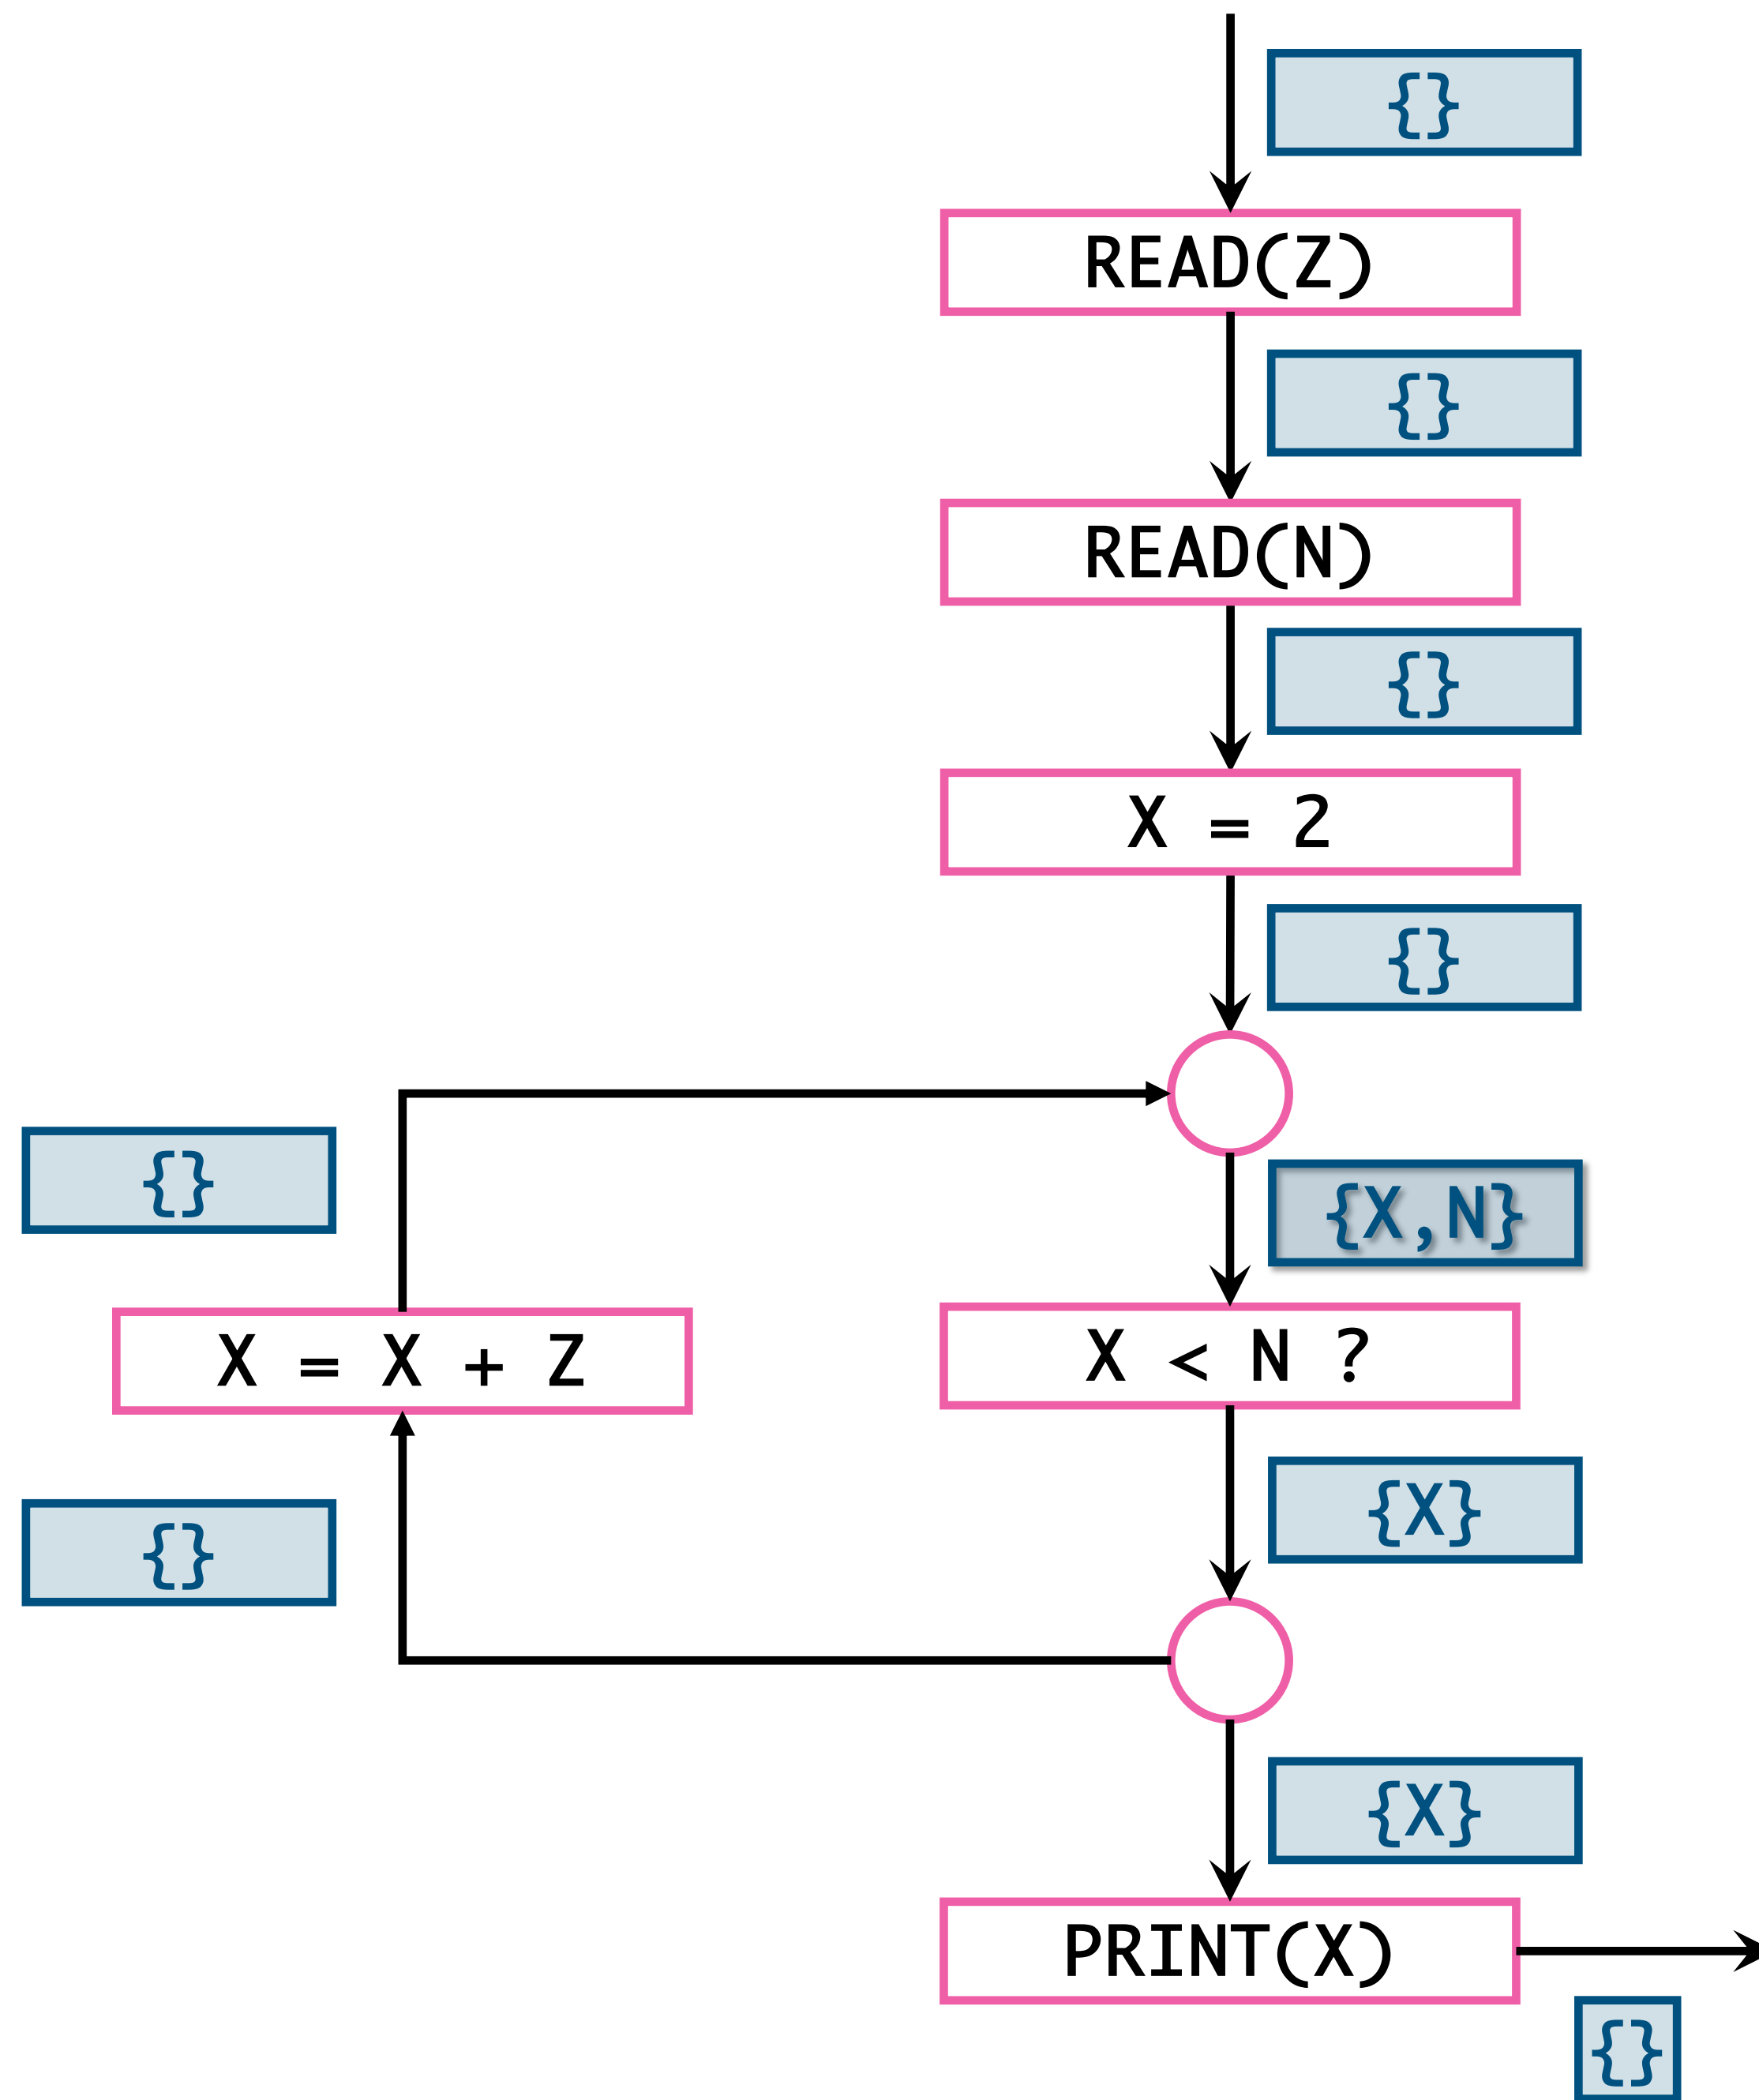 {}
READ(Z)
{}
READ(N)
{}
X = 2
{}
{}
{X,N}
X = X + Z
X < N ?
{X}
{}
{X}
PRINT(X)
{}